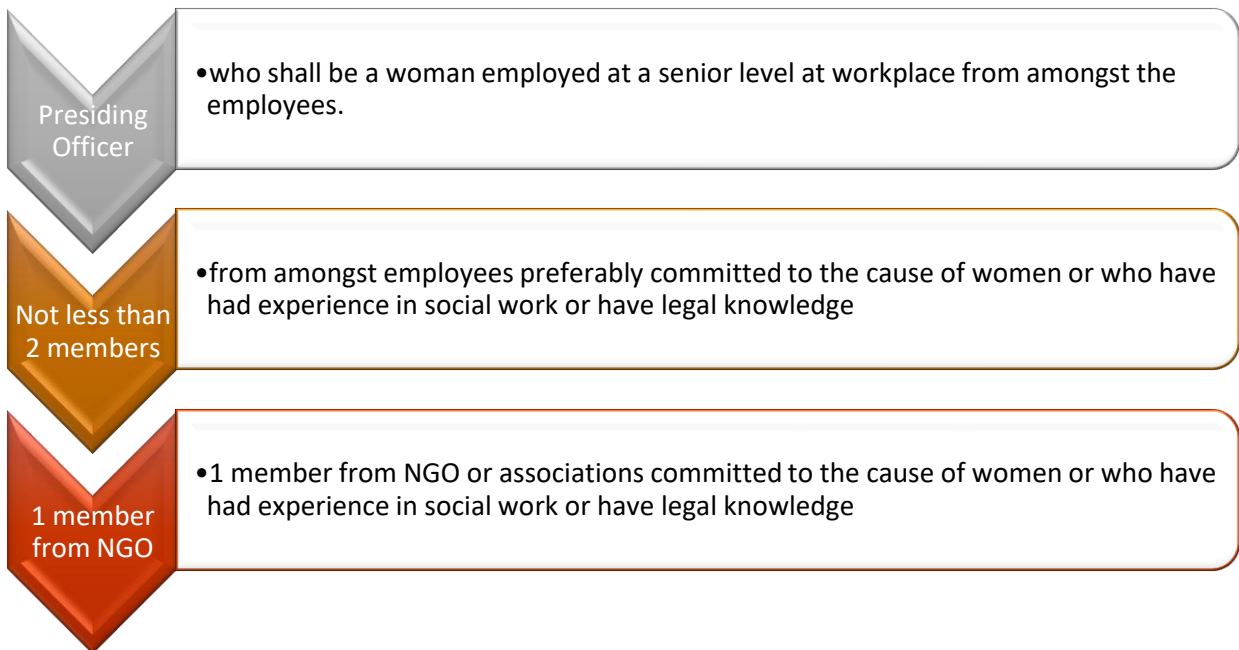 Presiding
Officer
•who shall be a woman employed at a senior level at workplace from amongst the
employees.
Not less than
2 members
•from amongst employees preferably committed to the cause of women or who have
had experience in social work or have legal knowledge
1 member
from NGO
•1 member from NGO or associations committed to the cause of women or who have
had experience in social work or have legal knowledge